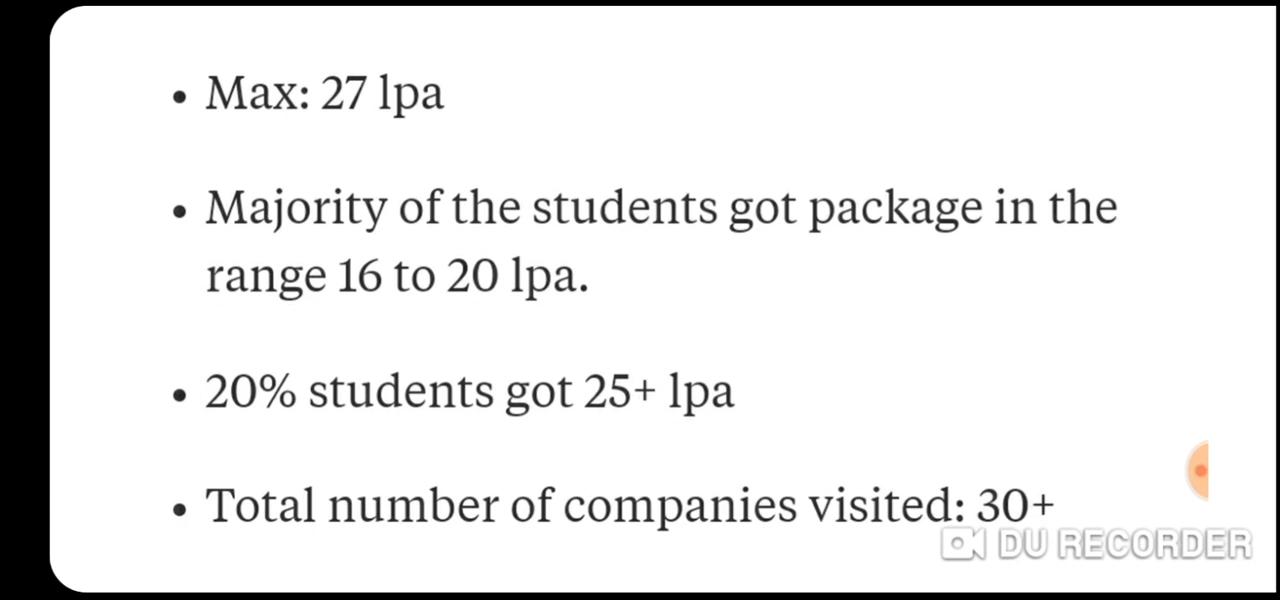 • Max: 27 lpa
• Majority of the students got package in the
range 16 to 20 lpa.
• 20% students got 25+ lpa
• Total number of companies visited: 30+
DU RECORDER